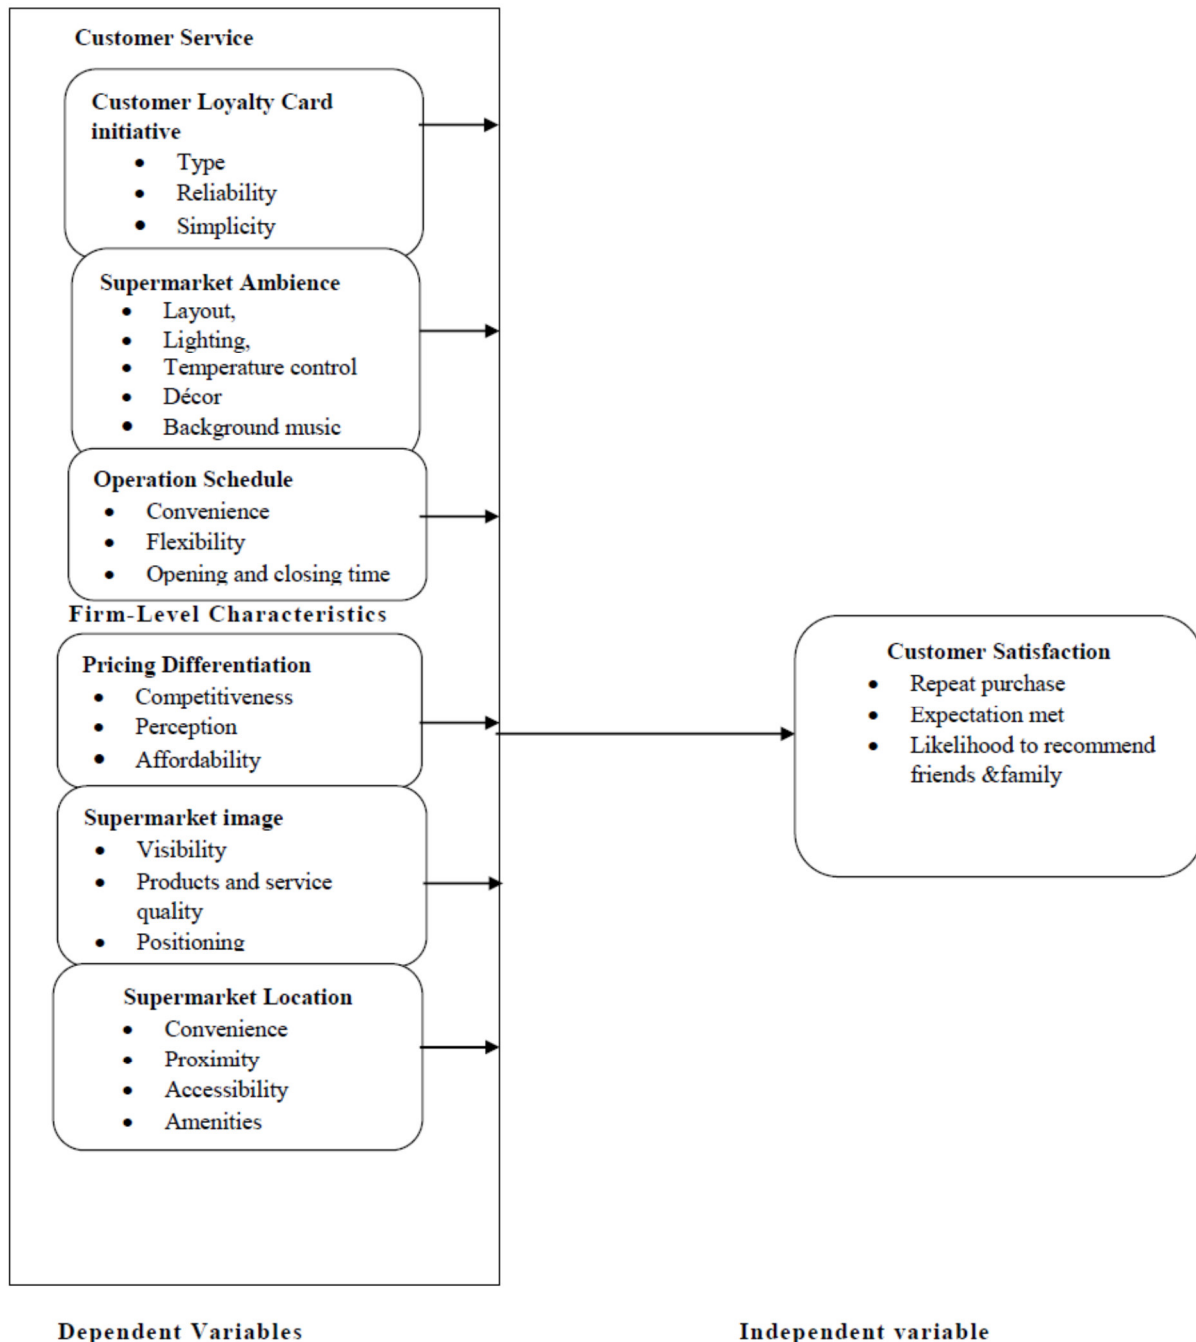 Customer Service
Customer Loyalty Card
initiative
• Type
• Reliability
• Simplicity
Supermarket Ambience
• Layout,
• Lighting,
• Temperature control
• Décor
• Background music
Operation Schedule
• Convenience
• Flexibility
• Opening and closing time
Firm-Level Characteristics
Pricing Differentiation
• Competitiveness
• Perception
• Affordability
Supermarket image
• Visibility
• Products and service
quality
• Positioning
Supermarket Location
• Convenience
• Proximity
• Accessibility
• Amenities
Customer Satisfaction
• Repeat purchase
• Expectation met
• Likelihood to recommend
friends &family
Dependent Variables
Independent variable